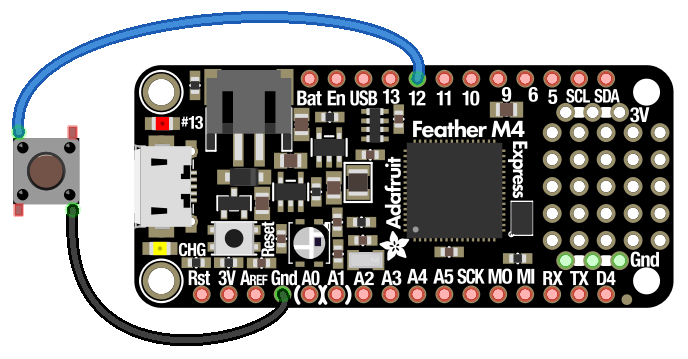 Bat En USB 13 12 11 10 9 6 5 SCL SDA
3V
#13
Feather M4
Express
Adafruit
Reset
CHG
Gnd
Rst 3V AREF Gnd A0 A1 A2 A3 A4 A5 SCK MO MI RX TX D4